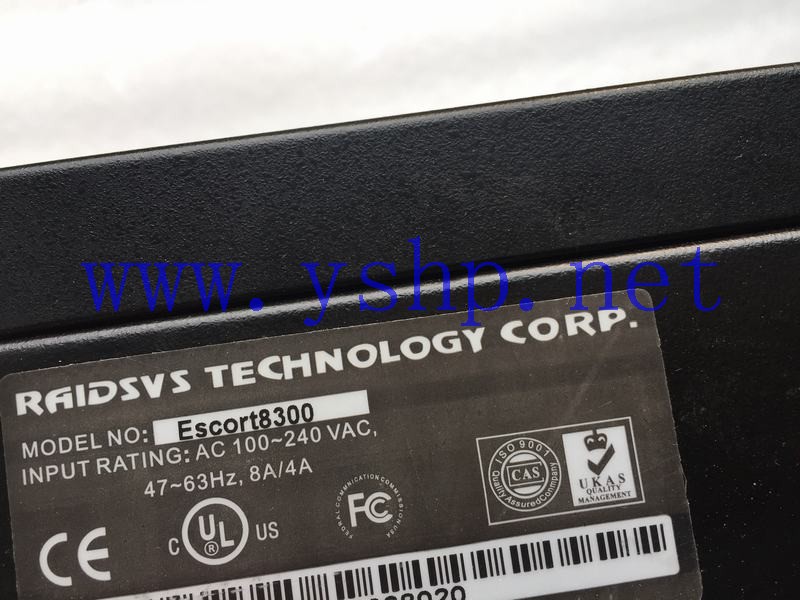 www.yshp.net
RAIDSYS TECHNOLOGY CORP.
MODEL NO: Escort8300
INPUT RATING: AC 100~240 VAC,
47~63Hz, 8A/4A
ISO 9001
CAS
Quality Assured Company
UKAS
QUALITY
MANAGEMENT
CE
C UL US
®
FEDERAL COMMUNICATION COMMISSION USA
FC